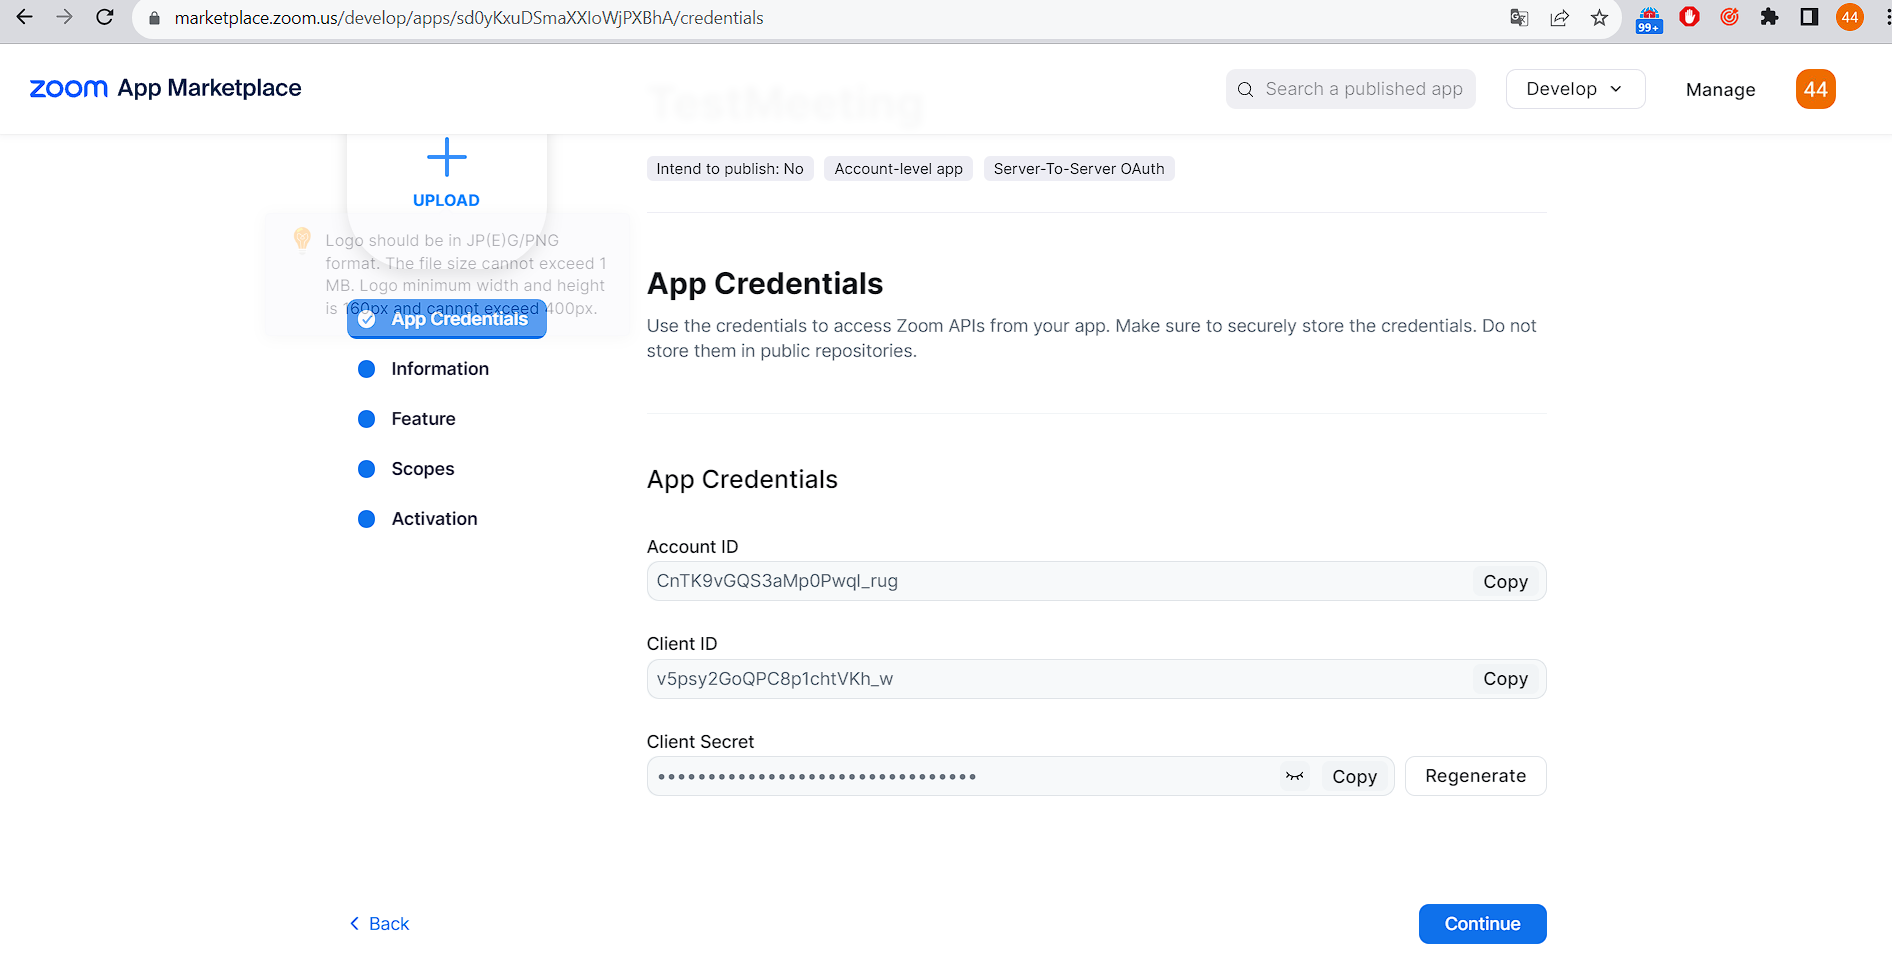 marketplace.zoom.us/develop/apps/sd0yKxuDSmaXXIoWjPXBhA/credentials
99+
44
zoom App Marketplace
TestMeeting
Search a published app
Develop
Manage
44
UPLOAD
Logo should be in JP(E)G/PNG
format. The file size cannot exceed 1
MB. Logo minimum width and height
is 160px and cannot exceed 400px.
App Credentials
Information
Feature
Scopes
Activation
Intend to publish: No
Account-level app
Server-To-Server OAuth
App Credentials
Use the credentials to access Zoom APIs from your app. Make sure to securely store the credentials. Do not
store them in public repositories.
App Credentials
Account ID
CnTK9vGQS3aMp0Pwql_rug
Copy
Client ID
v5psy2GoQPC8p1chtVKh_w
Copy
Client Secret
••••••••••••••••••••••••••••••••
Copy
Regenerate
Back
Continue